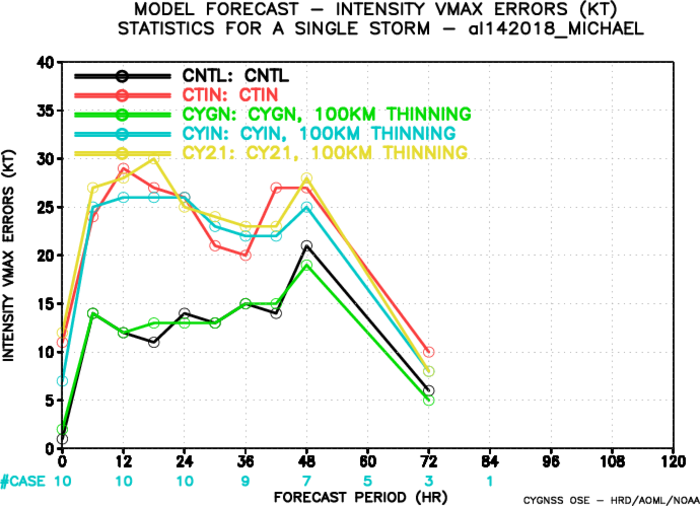 MODEL FORECAST – INTENSITY VMAX ERRORS (KT)
STATISTICS FOR A SINGLE STORM – al142018_MICHAEL
INTENSITY VMAX ERRORS (KT)
40
35
30
25
20
15
10
5
0
CNTL: CNTL
CTIN: CTIN
CYGN: CYGN, 100KM THINNING
CYIN: CYIN, 100KM THINNING
CY21: CY21, 100KM THINNING
0 12 24 36 48 60 72 84 96 108 120
#CASE 10 10 10 9 7 5 3 1
FORECAST PERIOD (HR)
CYGNSS OSE – HRD/AOML/NOAA